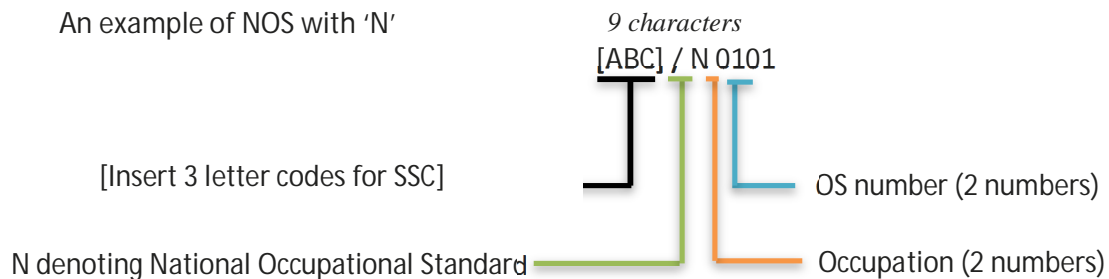 An example of NOS with ‘N’
9 characters
[ABC] / N 0101
[Insert 3 letter codes for SSC]
OS number (2 numbers)
N denoting National Occupational Standard
Occupation (2 numbers)